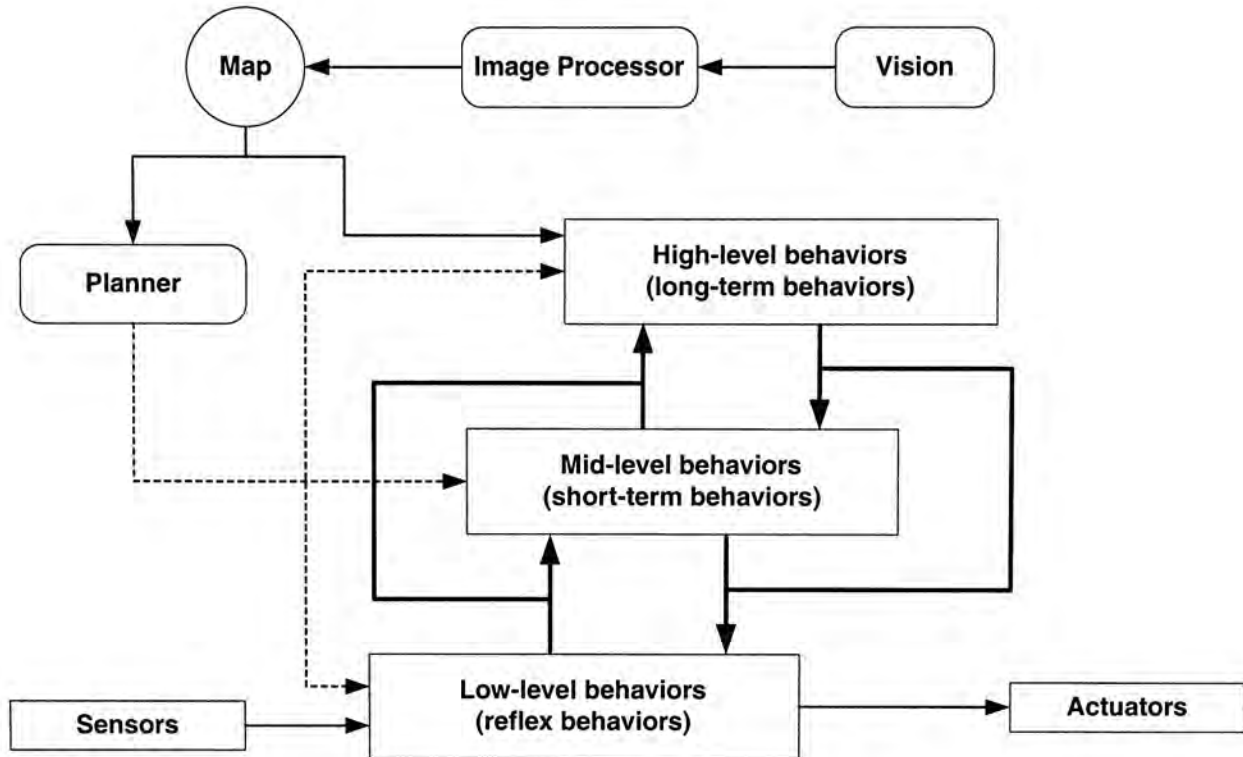 Map
Image Processor
Vision
Planner
High-level behaviors
(long-term behaviors)
Mid-level behaviors
(short-term behaviors)
Low-level behaviors
(reflex behaviors)
Sensors
Actuators